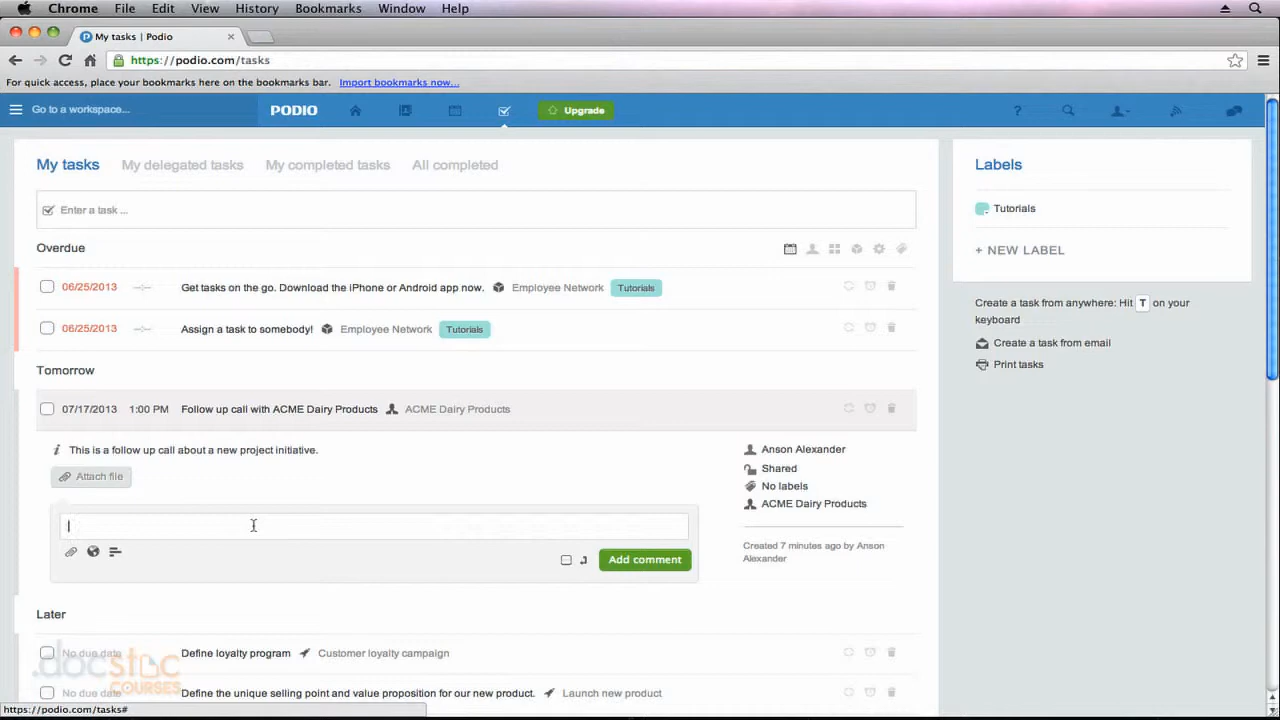 Chrome File Edit View History Bookmarks Window Help
My tasks | Podio
https://podio.com/tasks
For quick access, place your bookmarks here on the bookmarks bar. Import bookmarks now...
Go to a workspace... PODIO Upgrade ?
My tasks My delegated tasks My completed tasks All completed
Enter a task ...
Overdue
06/25/2013 Get tasks on the go. Download the iPhone or Android app now. Employee Network Tutorials
06/25/2013 Assign a task to somebody! Employee Network Tutorials
Tomorrow
07/17/2013 1:00 PM Follow up call with ACME Dairy Products ACME Dairy Products
This is a follow up call about a new project initiative.
Attach file
Add comment
Anson Alexander
Shared
No labels
ACME Dairy Products
Created 7 minutes ago by Anson
Alexander
Later
No due date Define loyalty program Customer loyalty campaign
No due date Define the unique selling point and value proposition for our new product. Launch new product
Labels
Tutorials
+ NEW LABEL
Create a task from anywhere: Hit T on your
keyboard
Create a task from email
Print tasks
.docstoc
COURSES
https://podio.com/tasks#